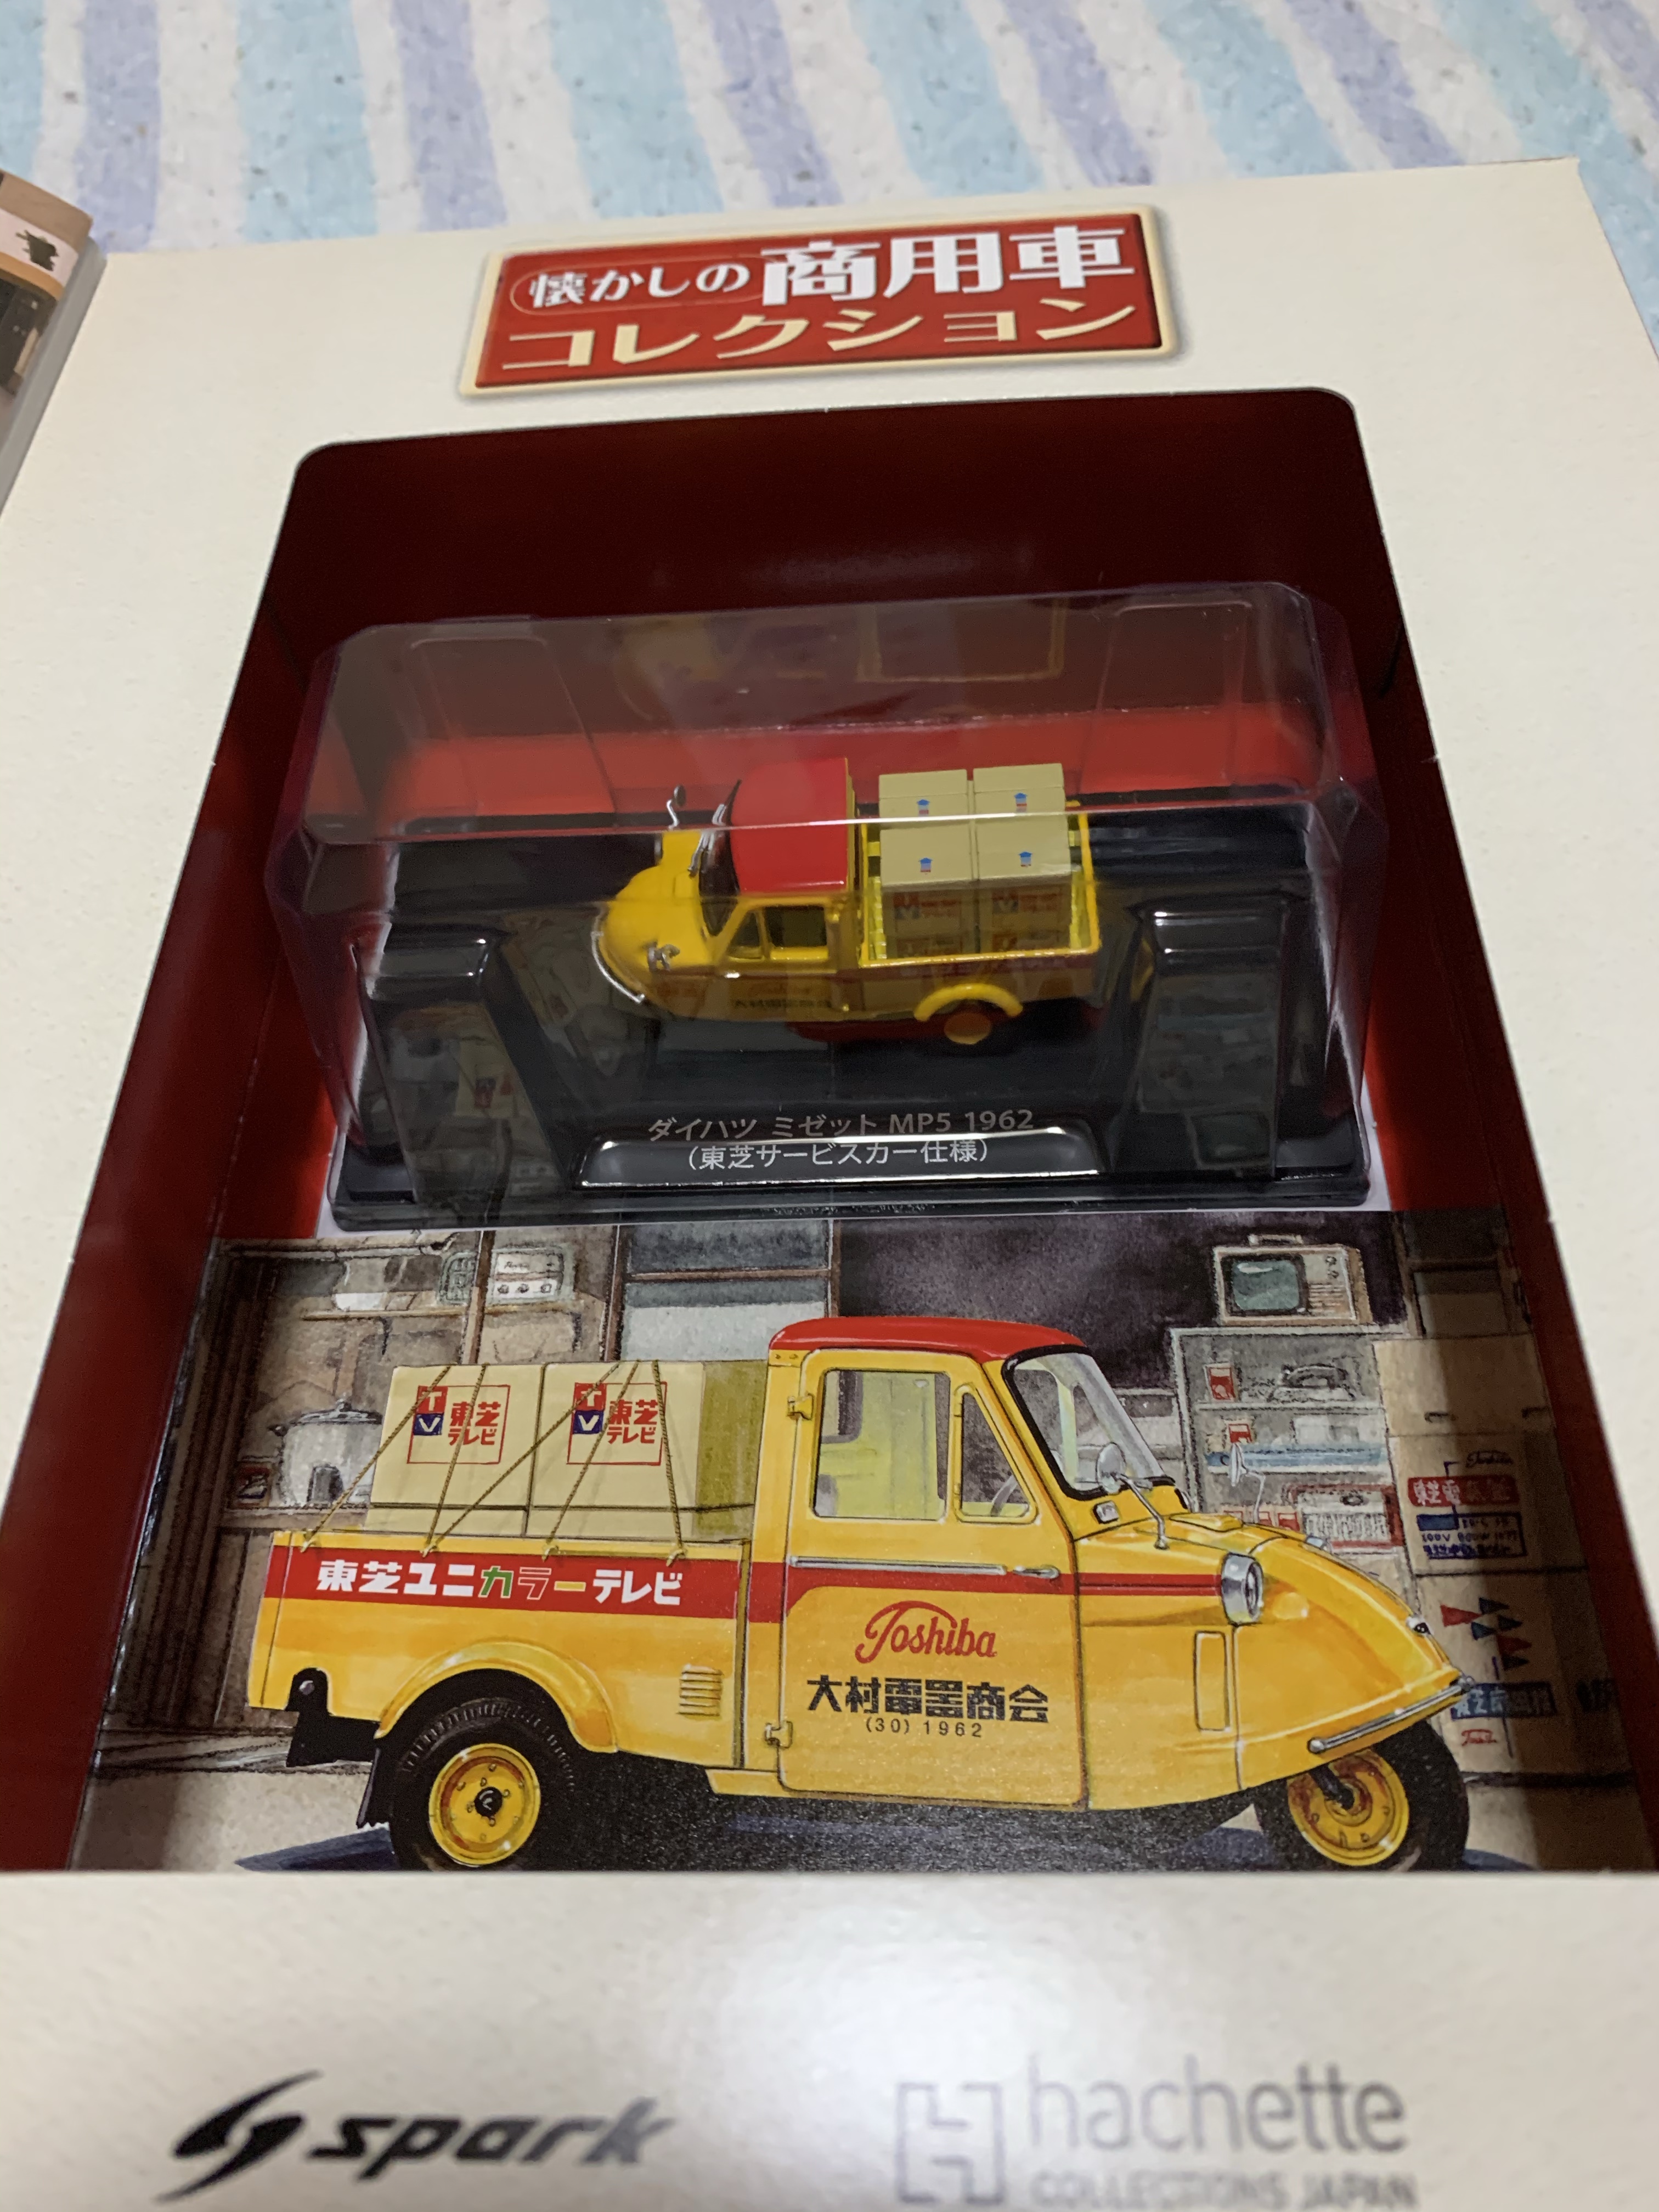 懐かしの商用車
コレクション
ダイハツ ミゼット MP5 1962
(東芝サービスカー仕様)
TV 東芝テレビ
TV 東芝テレビ
東芝ユニカラーテレビ
Toshiba
大村電器商会
(30) 1962
spark
hachette
COLLECTIONS JAPAN